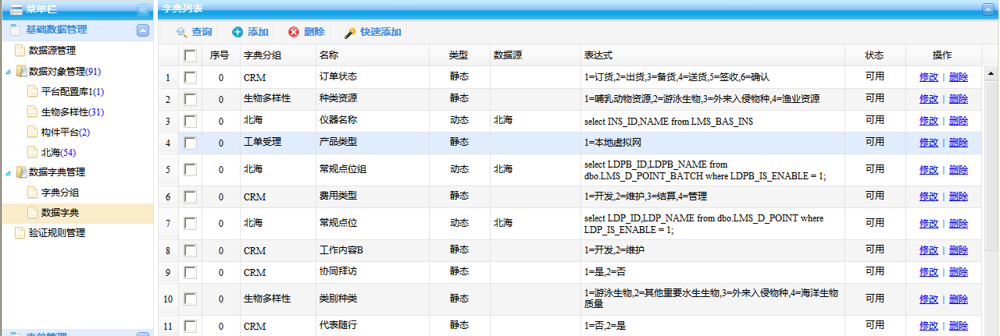 菜单栏
基础数据管理
数据源管理
数据对象管理(91)
平台配置库1(1)
生物多样性(31)
构件平台(2)
北海(54)
数据字典管理
字典分组
数据字典
验证规则管理
表单管理
字典列表
查询 添加 删除 快速添加
序号 字典分组 名称 类型 数据源 表达式 状态 操作
1 0 CRM 订单状态 静态 1=订货,2=出货,3=备货,4=送货,5=签收,6=确认 可用 修改 | 删除
2 0 生物多样性 种类资源 静态 1=哺乳动物资源,2=游泳生物,3=外来入侵物种,4=渔业资源 可用 修改 | 删除
3 0 北海 仪器名称 动态 北海 select INS_ID,NAME from LMS_BAS_INS 可用 修改 | 删除
4 0 工单受理 产品类型 静态 1=本地虚拟网 可用 修改 | 删除
5 0 北海 常规点位组 动态 北海 select LDPB_ID,LDPB_NAME from
dbo.LMS_D_POINT_BATCH where LDPB_IS_ENABLE = 1; 可用 修改 | 删除
6 0 CRM 费用类型 静态 1=开发,2=维护,3=结算,4=管理 可用 修改 | 删除
7 0 北海 常规点位 动态 北海 select LDP_ID,LDP_NAME from dbo.LMS_D_POINT where
LDP_IS_ENABLE = 1; 可用 修改 | 删除
8 0 CRM 工作内容B 静态 1=开发,2=维护 可用 修改 | 删除
9 0 CRM 协同拜访 静态 1=是,2=否 可用 修改 | 删除
10 0 生物多样性 类别种类 静态 1=游泳生物,2=其他重要水生生物,3=外来入侵物种,4=海洋生物
质量 可用 修改 | 删除
11 0 CRM 代表随行 静态 1=否,2=是 可用 修改 | 删除